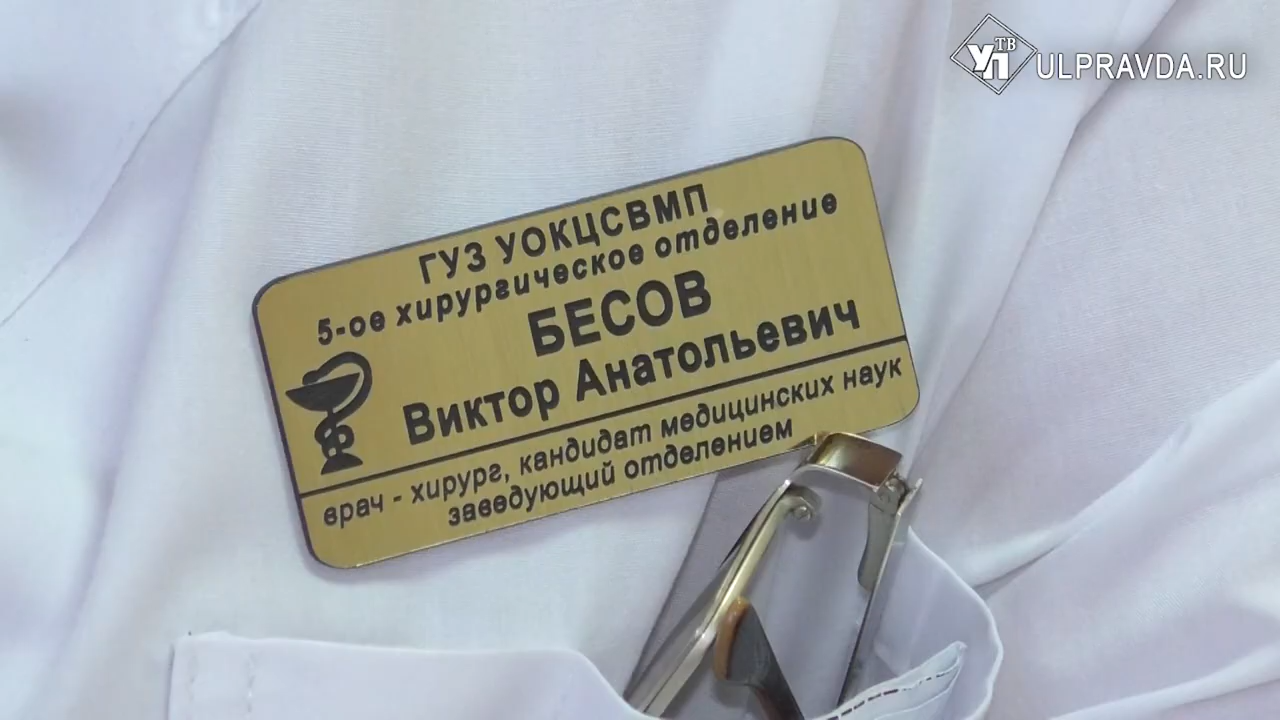 ТВ
УП
ULPRAVDA.RU
ГУЗ УОКЦСВМП
5-ое хирургическое отделение
БЕСОВ
Виктор Анатольевич
врач - хирург, кандидат медицинских наук
заведующий отделением